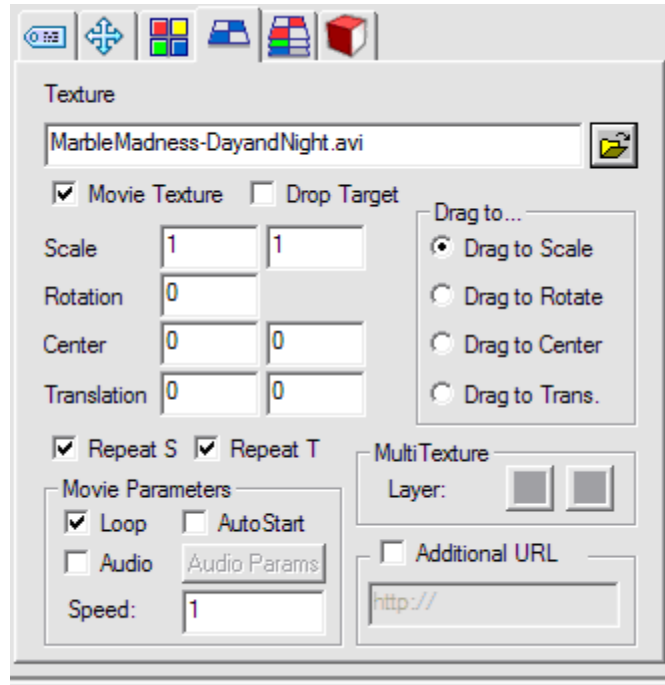 Texture
MarbleMadness-DayandNight.avi
Movie Texture Drop Target
Drag to...
Scale 1 1
Drag to Scale
Rotation 0
Drag to Rotate
Center 0 0
Drag to Center
Translation 0 0
Drag to Trans.
Repeat S Repeat T
MultiTexture
Layer:
Movie Parameters
Loop AutoStart
Audio Audio Params
Speed: 1
Additional URL
http://